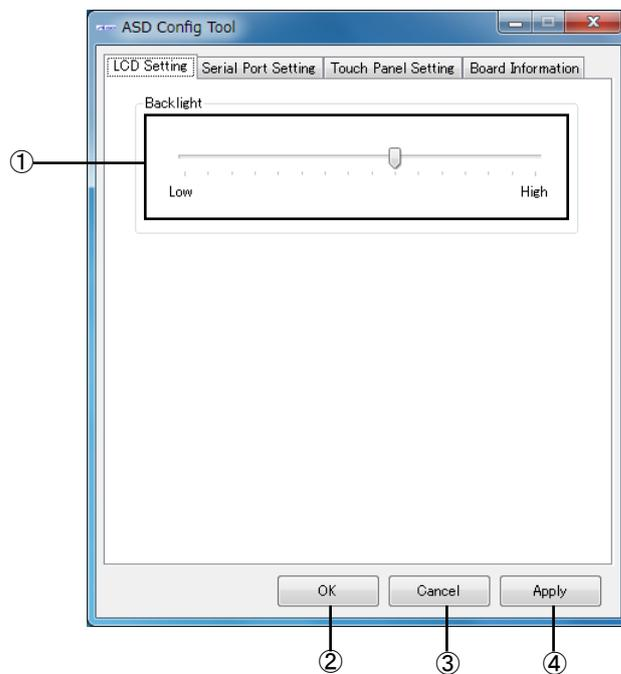 ASD Config Tool
LCD Setting Serial Port Setting Touch Panel Setting Board Information
Backlight
①
Low High
OK Cancel Apply
② ③ ④